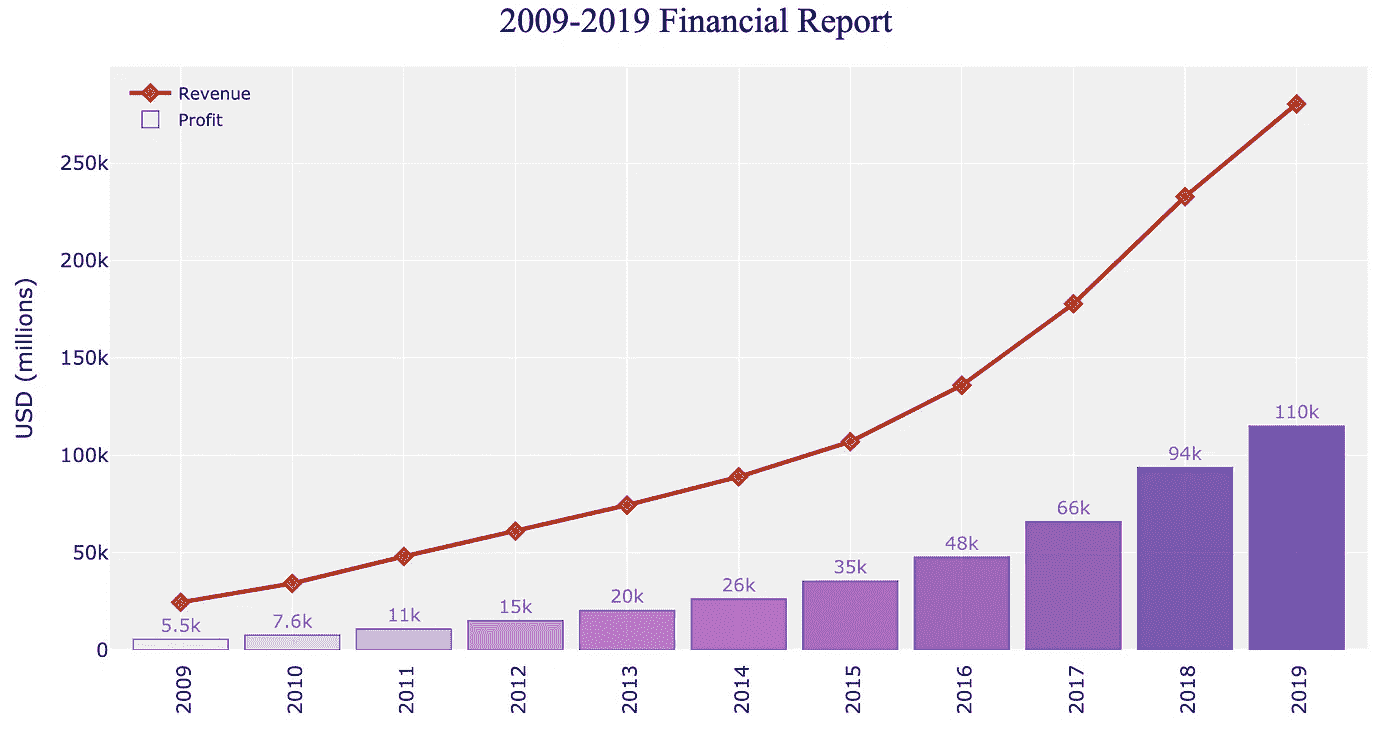 2009-2019 Financial Report
Revenue
Profit
USD (millions)
250k
200k
150k
100k
50k
0
5.5k
7.6k
11k
15k
20k
26k
35k
48k
66k
94k
110k
2009
2010
2011
2012
2013
2014
2015
2016
2017
2018
2019